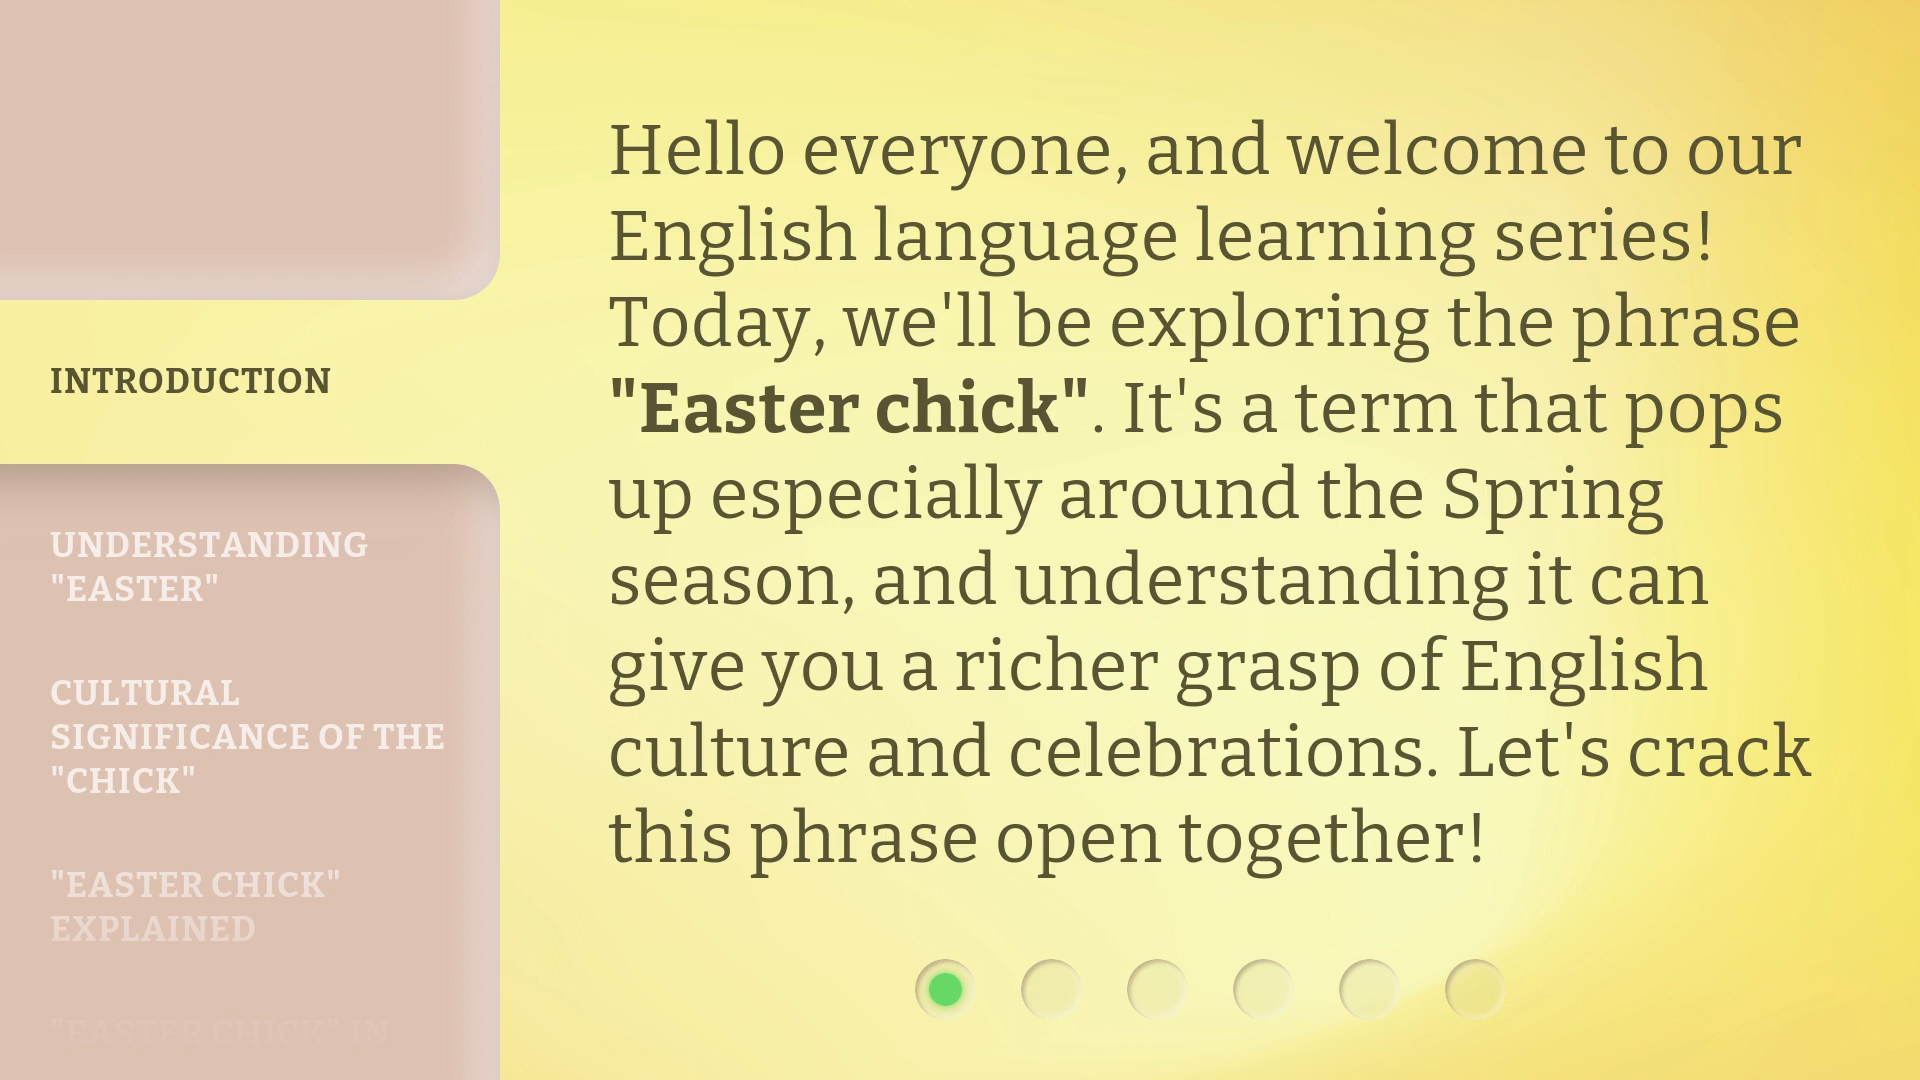 INTRODUCTION
UNDERSTANDING
"EASTER"
CULTURAL
SIGNIFICANCE OF THE
"CHICK"
"EASTER CHICK"
EXPLAINED
"EASTER CHICK" IN
Hello everyone, and welcome to our
English language learning series!
Today, we'll be exploring the phrase
"Easter chick". It's a term that pops
up especially around the Spring
season, and understanding it can
give you a richer grasp of English
culture and celebrations. Let's crack
this phrase open together!